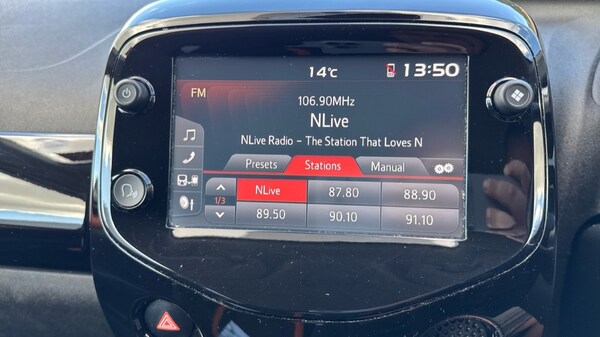 14°C 13:50
FM
106.90MHz
NLive
NLive Radio - The Station That Loves N
Presets Stations Manual
NLive 87.80 88.90
1/3
89.50 90.10 91.10